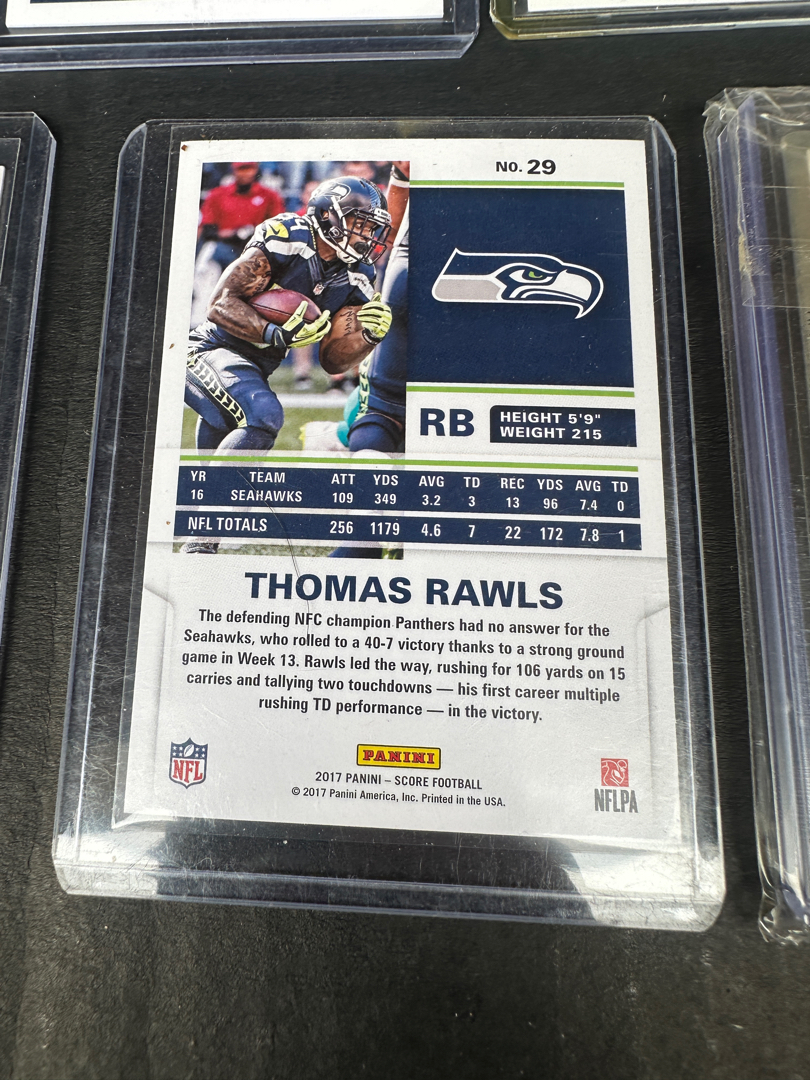 NO. 29
RB
HEIGHT 5'9"
WEIGHT 215
YR TEAM ATT YDS AVG TD REC YDS AVG TD
16 SEAHAWKS 109 349 3.2 3 13 96 7.4 0
NFL TOTALS 256 1179 4.6 7 22 172 7.8 1
THOMAS RAWLS
The defending NFC champion Panthers had no answer for the
Seahawks, who rolled to a 40-7 victory thanks to a strong ground
game in Week 13. Rawls led the way, rushing for 106 yards on 15
carries and tallying two touchdowns — his first career multiple
rushing TD performance — in the victory.
NFL
PANINI
2017 PANINI – SCORE FOOTBALL
© 2017 Panini America, Inc. Printed in the USA.
NFLPA